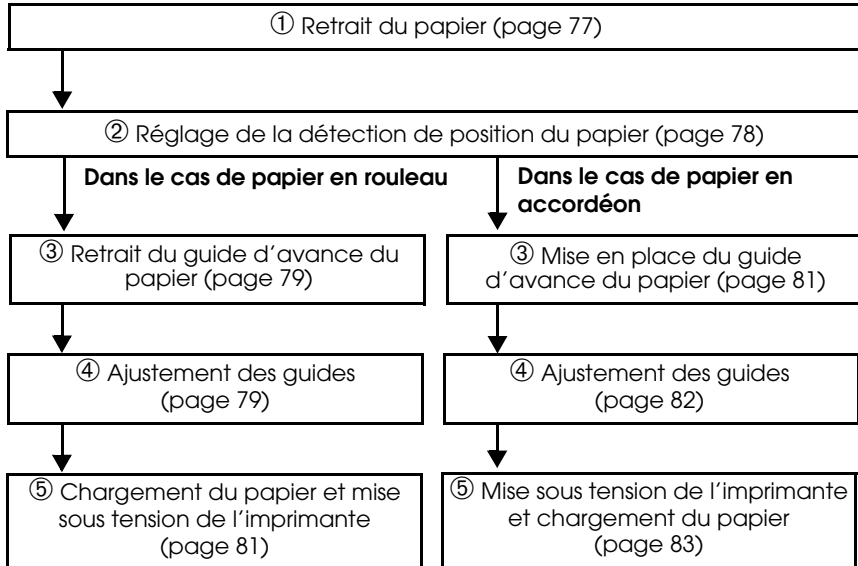 ① Retrait du papier (page 77)
② Réglage de la détection de position du papier (page 78)
Dans le cas de papier en rouleau
Dans le cas de papier en
accordéon
③ Retrait du guide d’avance du
papier (page 79)
③ Mise en place du guide
d’avance du papier (page 81)
④ Ajustement des guides
(page 79)
④ Ajustement des guides
(page 82)
⑤ Chargement du papier et mise
sous tension de l’imprimante
(page 81)
⑤ Mise sous tension de l’imprimante
et chargement du papier
(page 83)